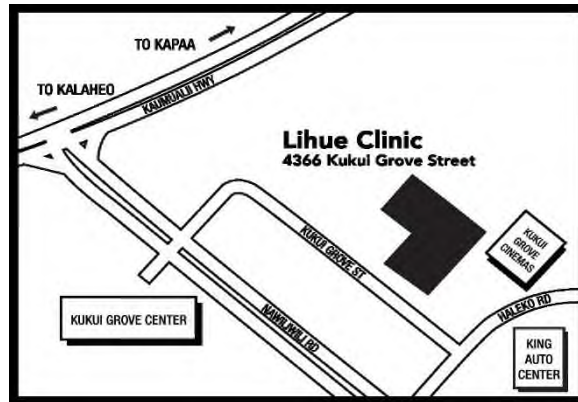 TO KAPAA
TO KALAHEO
KAUMUALII HWY
Lihue Clinic
4366 Kukui Grove Street
KUKUI
GROVE
CINEMAS
KUKUI GROVE ST
HALEKO RD
KUKUI GROVE CENTER
NAWILIWILI RD
KING
AUTO
CENTER